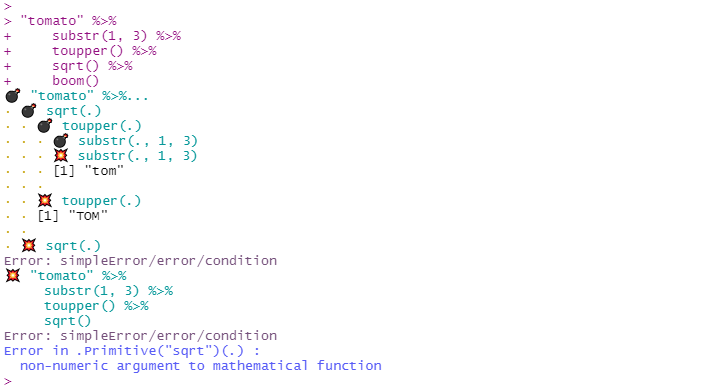 >
> "tomato" %>%
+     substr(1, 3) %>%
+     toupper() %>%
+     sqrt() %>%
+     boom()
💣 "tomato" %>%...
· 💣 sqrt(.)
· · 💣 toupper(.)
· · · 💣 substr(., 1, 3)
· · · 💥 substr(., 1, 3)
· · · [1] "tom"
· · ·
· · 💥 toupper(.)
· · [1] "TOM"
· ·
· 💥 sqrt(.)
Error: simpleError/error/condition
💥 "tomato" %>%
     substr(1, 3) %>%
     toupper() %>%
     sqrt()
Error: simpleError/error/condition
Error in .Primitive("sqrt")(.) :
  non-numeric argument to mathematical function
>